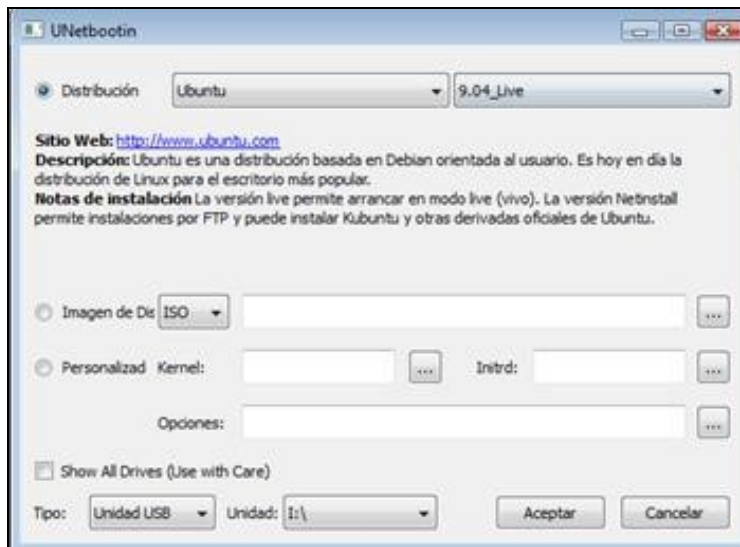 UNetbootin
Distribución Ubuntu 9.04_Live
Sitio Web: http://www.ubuntu.com
Descripción: Ubuntu es una distribución basada en Debian orientada al usuario. Es hoy en día la
distribución de Linux para el escritorio más popular.
Notas de instalación La versión live permite arrancar en modo live (vivo). La versión Netinstall
permite instalaciones por FTP y puede instalar Kubuntu y otras derivadas oficiales de Ubuntu.
Imagen de Dis ISO ...
Personalizad Kernel: ... Initrd: ...
Opciones: ...
Show All Drives (Use with Care)
Tipo: Unidad USB Unidad: I:\ Aceptar Cancelar